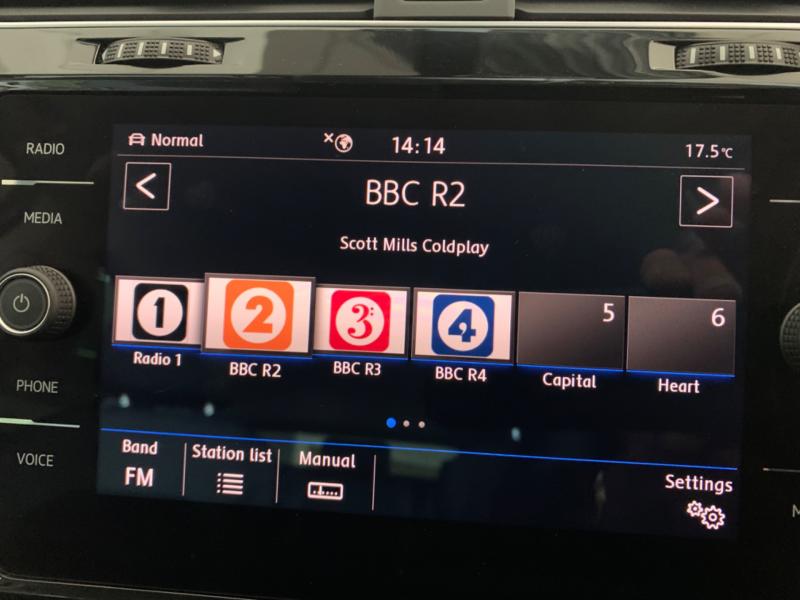 Normal
14:14
17.5°C
RADIO
MEDIA
BBC R2
Scott Mills Coldplay
1
2
3
4
5
6
Radio 1
BBC R2
BBC R3
BBC R4
Capital
Heart
PHONE
VOICE
Band
FM
Station list
Manual
Settings
M